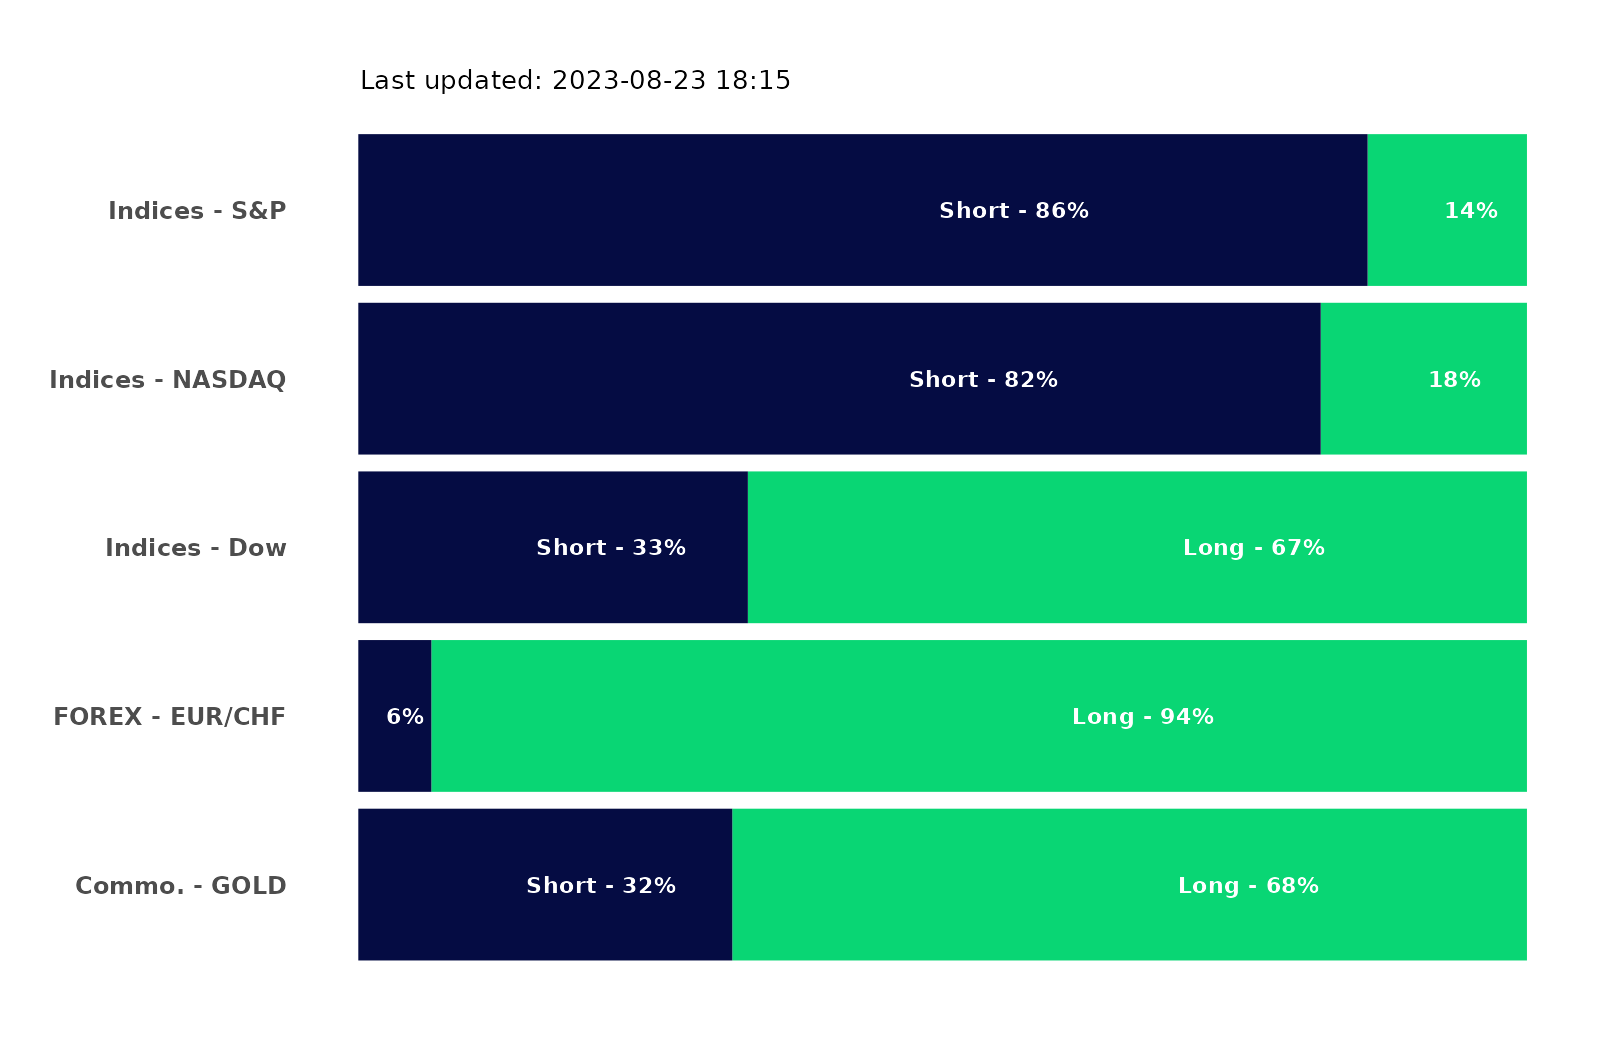 Last updated: 2023-08-23 18:15
Indices - S&P Short - 86% 14%
Indices - NASDAQ Short - 82% 18%
Indices - Dow Short - 33% Long - 67%
FOREX - EUR/CHF 6% Long - 94%
Commo. - GOLD Short - 32% Long - 68%